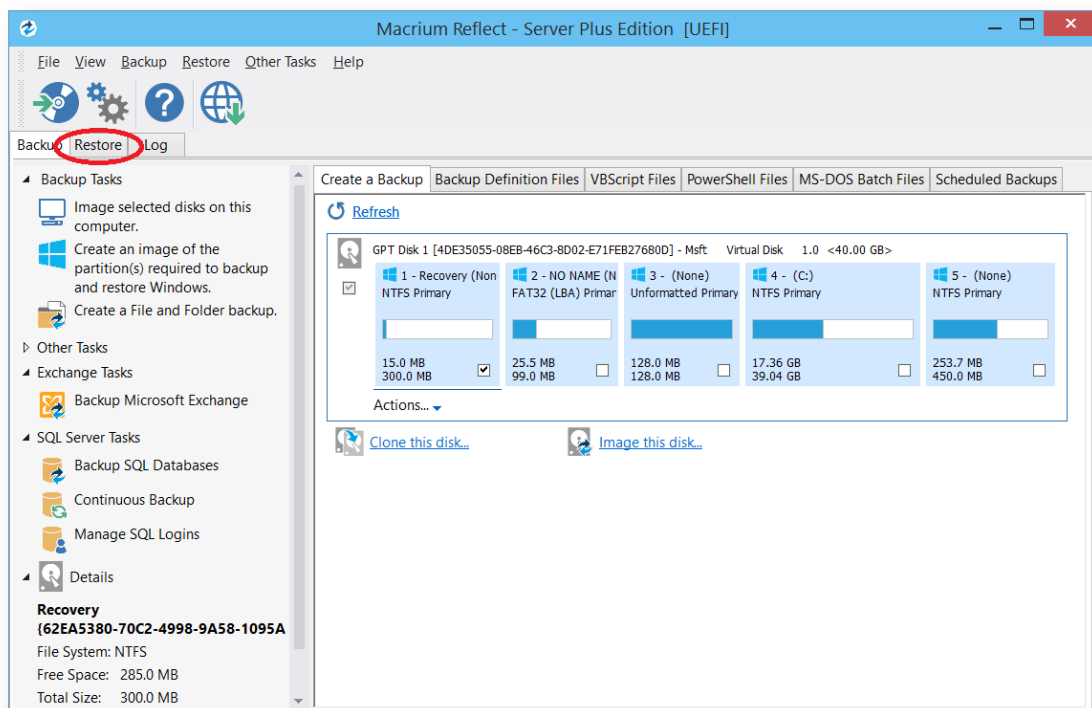 Macrium Reflect - Server Plus Edition [UEFI]
File View Backup Restore Other Tasks Help
Backup Restore Log
Backup Tasks
Image selected disks on this
computer.
Create an image of the
partition(s) required to backup
and restore Windows.
Create a File and Folder backup.
Other Tasks
Exchange Tasks
Backup Microsoft Exchange
SQL Server Tasks
Backup SQL Databases
Continuous Backup
Manage SQL Logins
Details
Recovery
{62EA5380-70C2-4998-9A58-1095A
File System: NTFS
Free Space: 285.0 MB
Total Size: 300.0 MB
Create a Backup Backup Definition Files VBScript Files PowerShell Files MS-DOS Batch Files Scheduled Backups
Refresh
GPT Disk 1 [4DE35055-08EB-46C3-8D02-E71FEB27680D] - Msft Virtual Disk 1.0 <40.00 GB>
1 - Recovery (Non
NTFS Primary
15.0 MB
300.0 MB
2 - NO NAME (N
FAT32 (LBA) Primar
25.5 MB
99.0 MB
3 - (None)
Unformatted Primary
128.0 MB
128.0 MB
4 - (C:)
NTFS Primary
17.36 GB
39.04 GB
5 - (None)
NTFS Primary
253.7 MB
450.0 MB
Actions...
Clone this disk...
Image this disk...